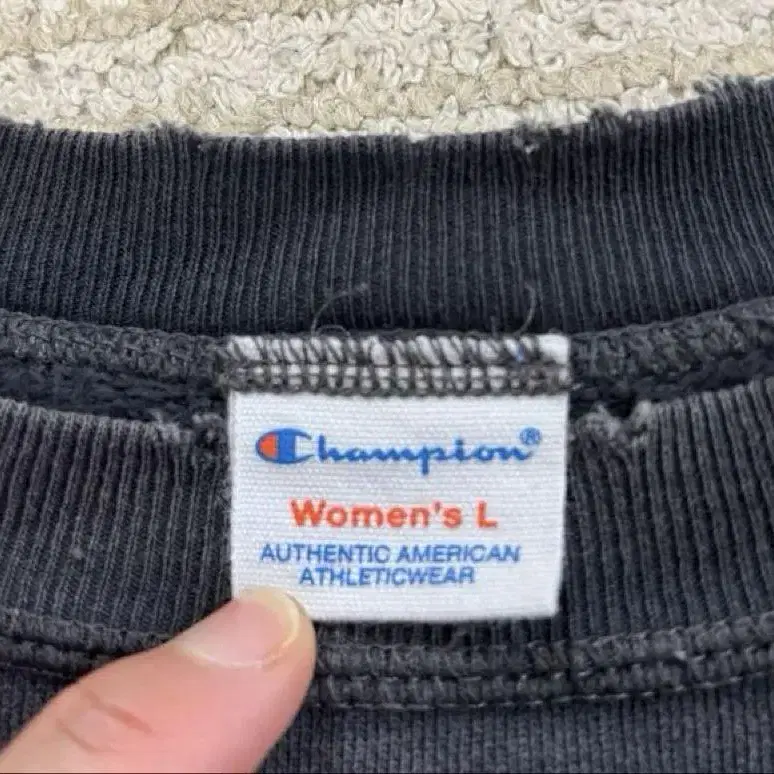 Champion®
Women's L
AUTHENTIC AMERICAN
ATHLETICWEAR